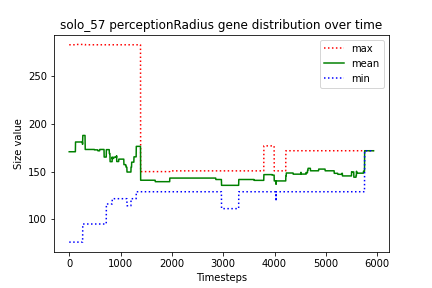 solo_57 perceptionRadius gene distribution over time
max
mean
min
Size value
250
200
150
100
0
1000
2000
3000
4000
5000
6000
Timesteps